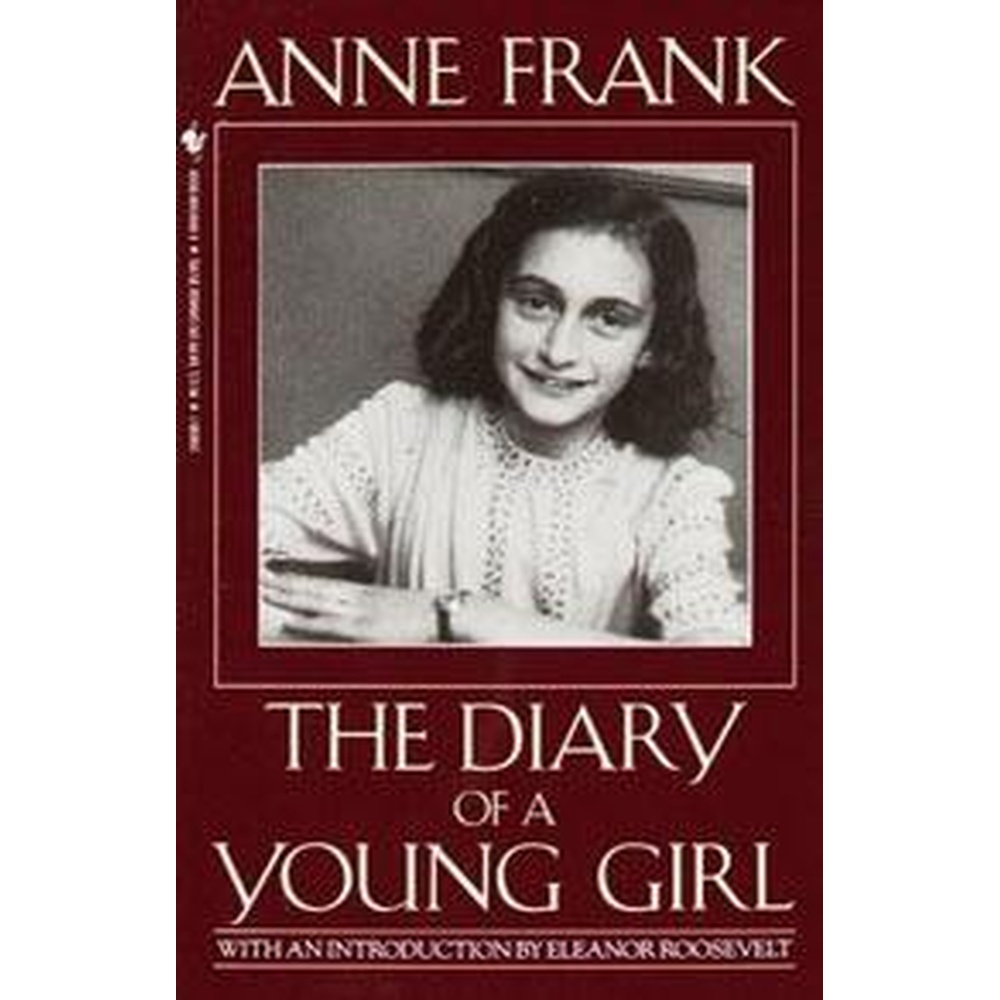 ANNE FRANK
THE DIARY
OF A
YOUNG GIRL
WITH AN INTRODUCTION BY ELEANOR ROOSEVELT